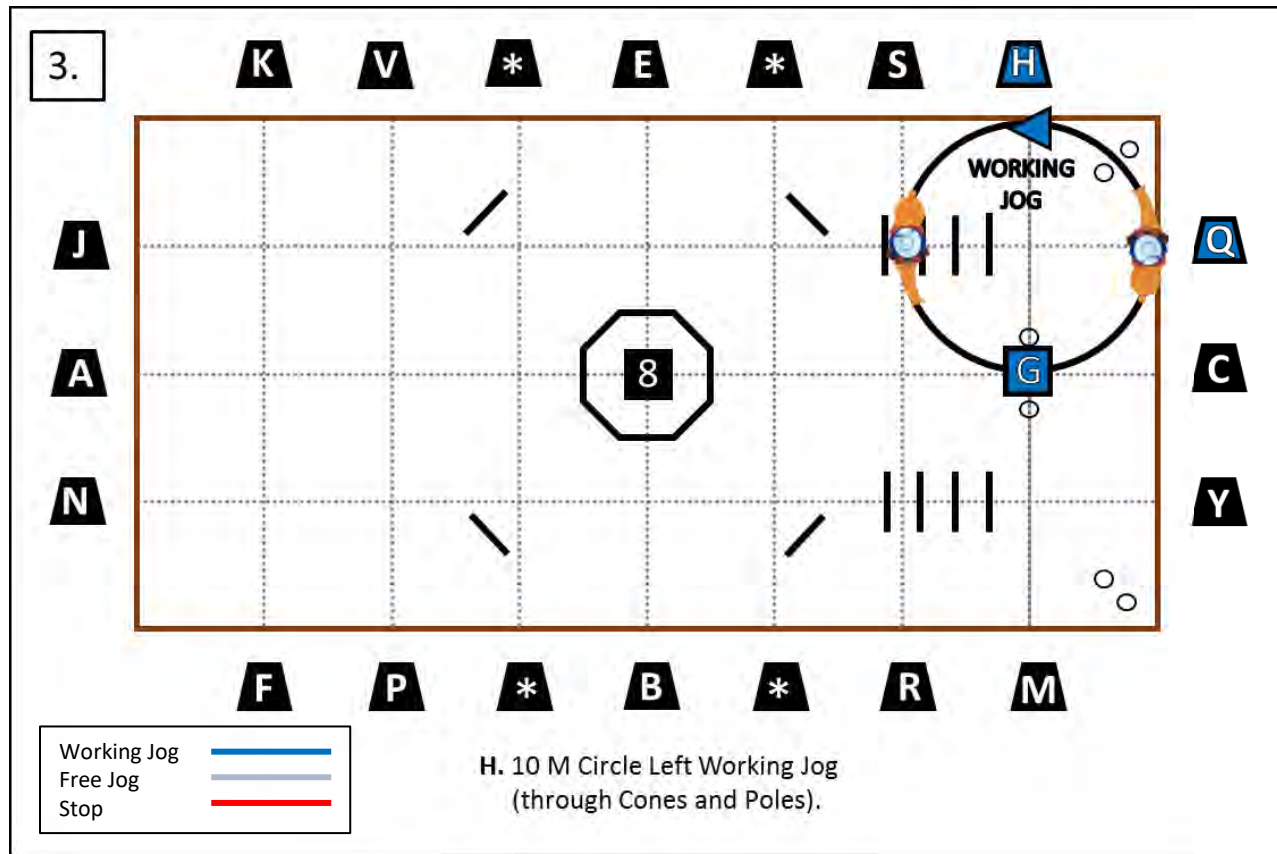 3.
K V * E * S H
WORKING
JOG
J Q
8
G
A C
N Y
F P * B * R M
Working Jog
Free Jog
Stop
H. 10 M Circle Left Working Jog
(through Cones and Poles).